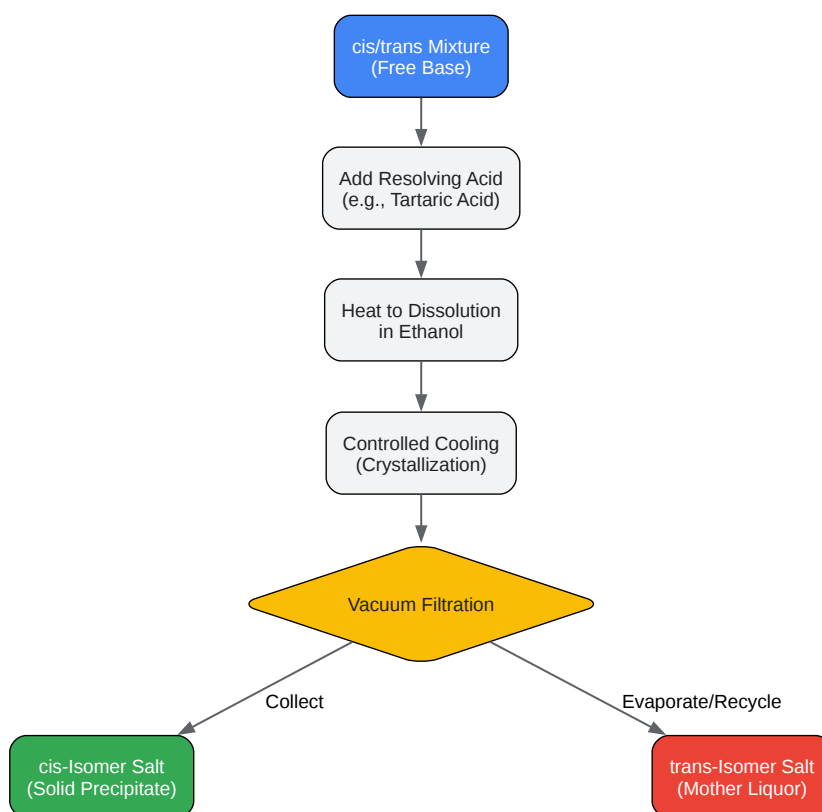 cis/trans Mixture
(Free Base)
Add Resolving Acid
(e.g., Tartaric Acid)
Heat to Dissolution
in Ethanol
Controlled Cooling
(Crystallization)
Vacuum Filtration
Collect
Evaporate/Recycle
cis-Isomer Salt
(Solid Precipitate)
trans-Isomer Salt
(Mother Liquor)